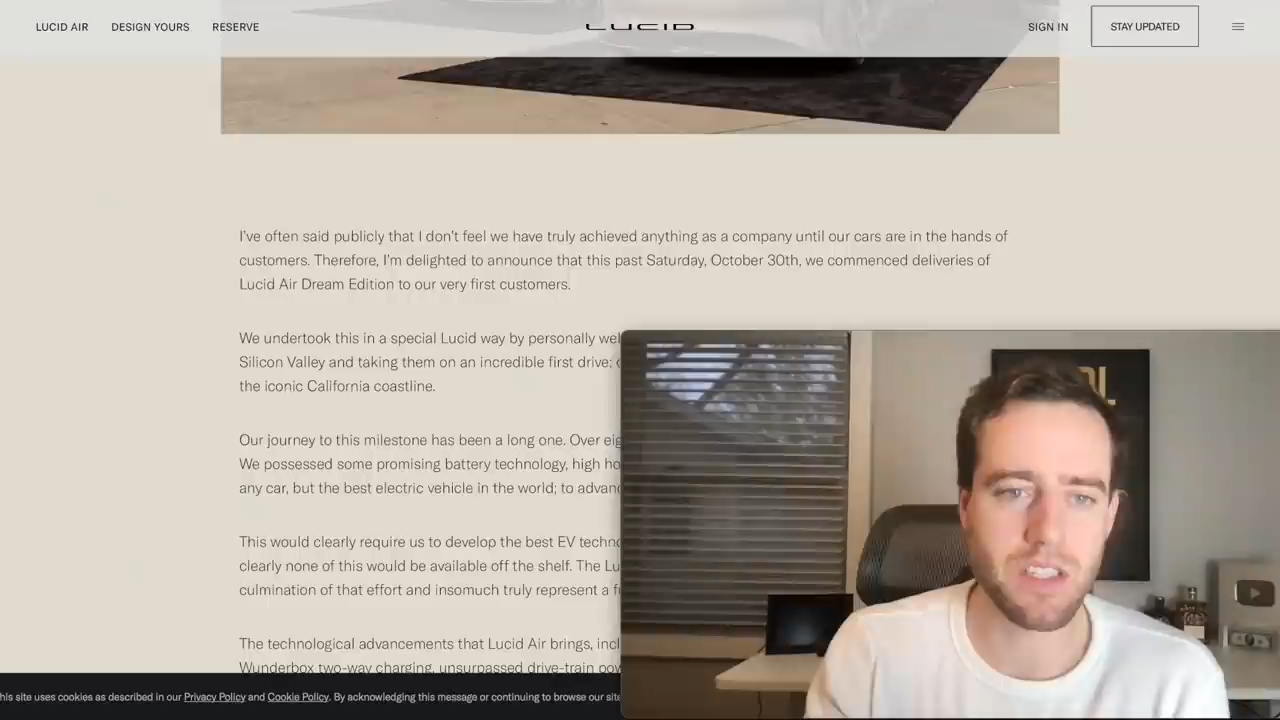 LUCID AIR DESIGN YOURS RESERVE LUCID SIGN IN STAY UPDATED
I've often said publicly that I don't feel we have truly achieved anything as a company until our cars are in the hands of
customers. Therefore, I'm delighted to announce that this past Saturday, October 30th, we commenced deliveries of
Lucid Air Dream Edition to our very first customers.
We undertook this in a special Lucid way by personally
Silicon Valley and taking them on an incredible first drive:
the iconic California coastline.
Our journey to this milestone has been a long one. Over
We possessed some promising battery technology, high
any car, but the best electric vehicle in the world; to
This would clearly require us to develop the best EV
clearly none of this would be available off the shelf. The
culmination of that effort and insomuch truly represent a
The technological advancements that Lucid Air brings,
Wunderbox two-way charging, unsurpassed drive-train
his site uses cookies as described in our Privacy Policy and Cookie Policy. By acknowledging this message or continuing to browse our site